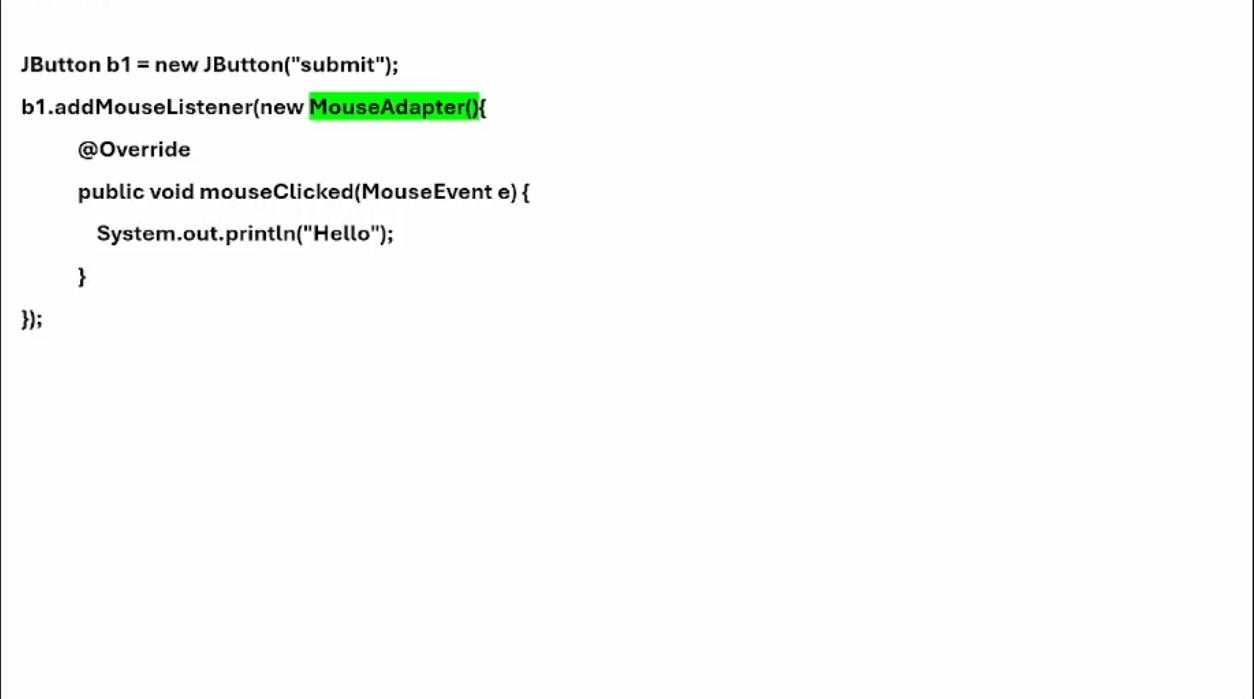 JButton b1 = new JButton("submit");
b1.addMouseListener(new MouseAdapter(){
@Override
public void mouseClicked(MouseEvent e) {
System.out.println("Hello");
}
});